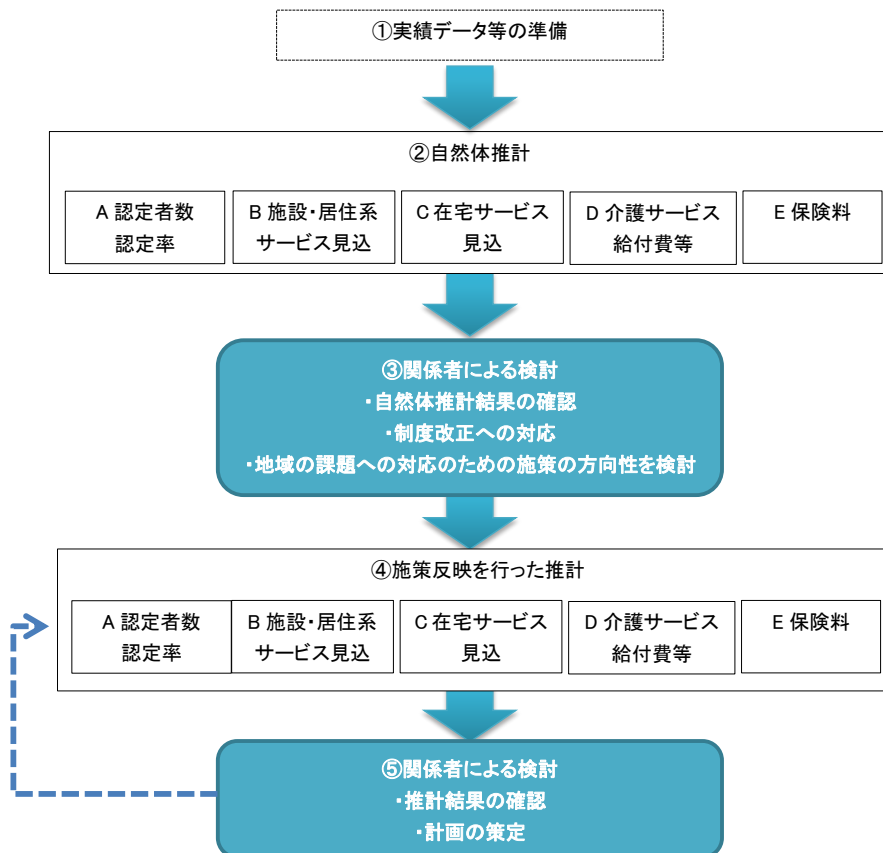 ①実績データ等の準備
②自然体推計
A 認定者数
認定率
B 施設・居住系
サービス見込
C 在宅サービス
見込
D 介護サービス
給付費等
E 保険料
③関係者による検討
・自然体推計結果の確認
・制度改正への対応
・地域の課題への対応のための施策の方向性を検討
④施策反映を行った推計
A 認定者数
認定率
B 施設・居住系
サービス見込
C 在宅サービス
見込
D 介護サービス
給付費等
E 保険料
⑤関係者による検討
・推計結果の確認
・計画の策定